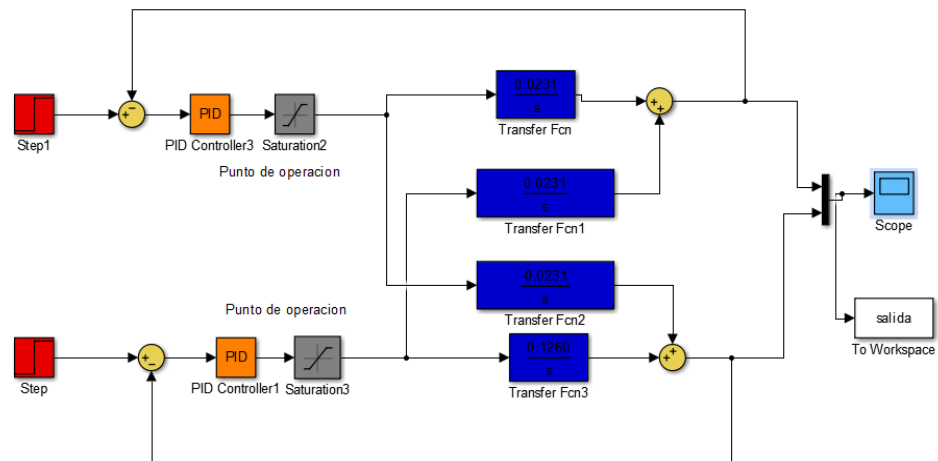 0.0231
s
Transfer Fcn
Step1
PID
PID Controller3
Saturation2
Punto de operacion
0.0231
s
Transfer Fcn1
Scope
-0.0231
s
Transfer Fcn2
Punto de operacion
salida
To Workspace
Step
PID
PID Controller1
Saturation3
0.1260
s
Transfer Fcn3